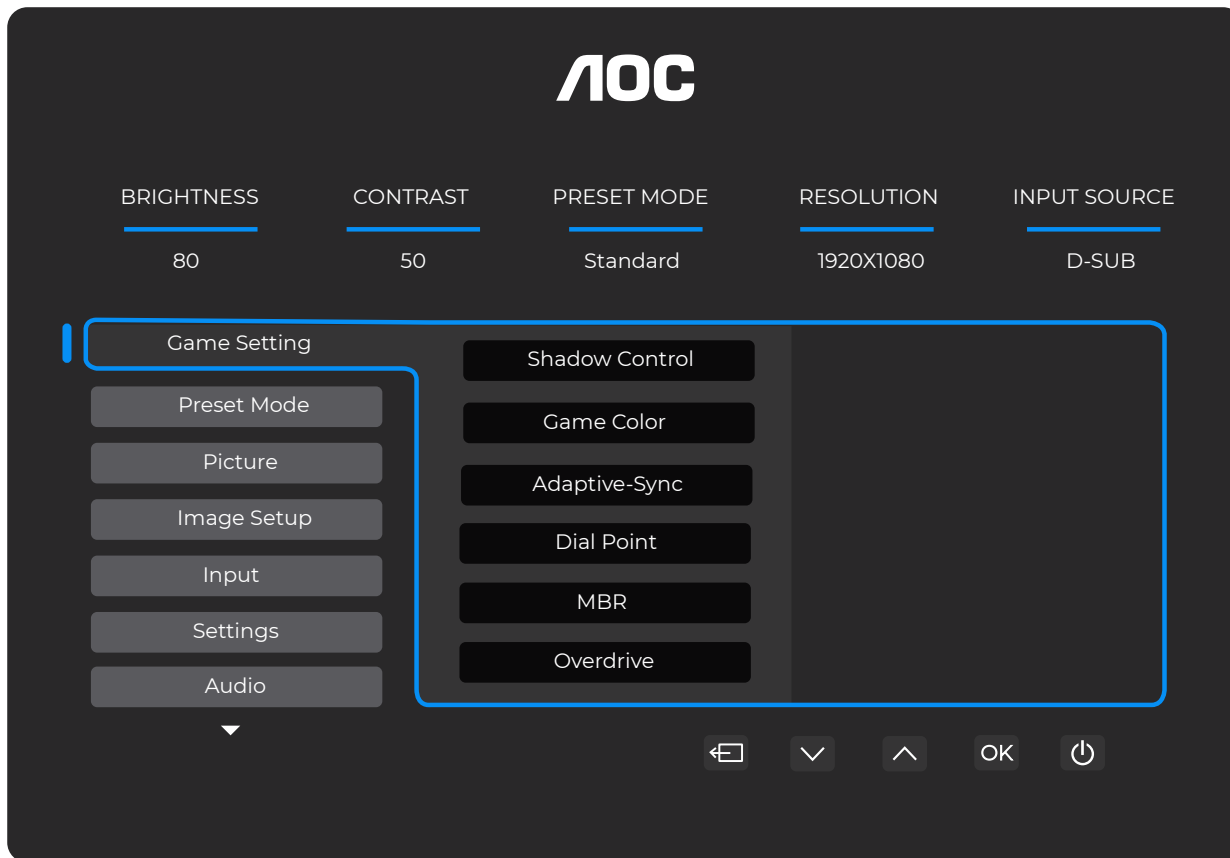 AOC
BRIGHTNESS CONTRAST PRESET MODE RESOLUTION INPUT SOURCE
80 50 Standard 1920X1080 D-SUB
Game Setting
Preset Mode
Picture
Image Setup
Input
Settings
Audio
Shadow Control
Game Color
Adaptive-Sync
Dial Point
MBR
Overdrive
OK